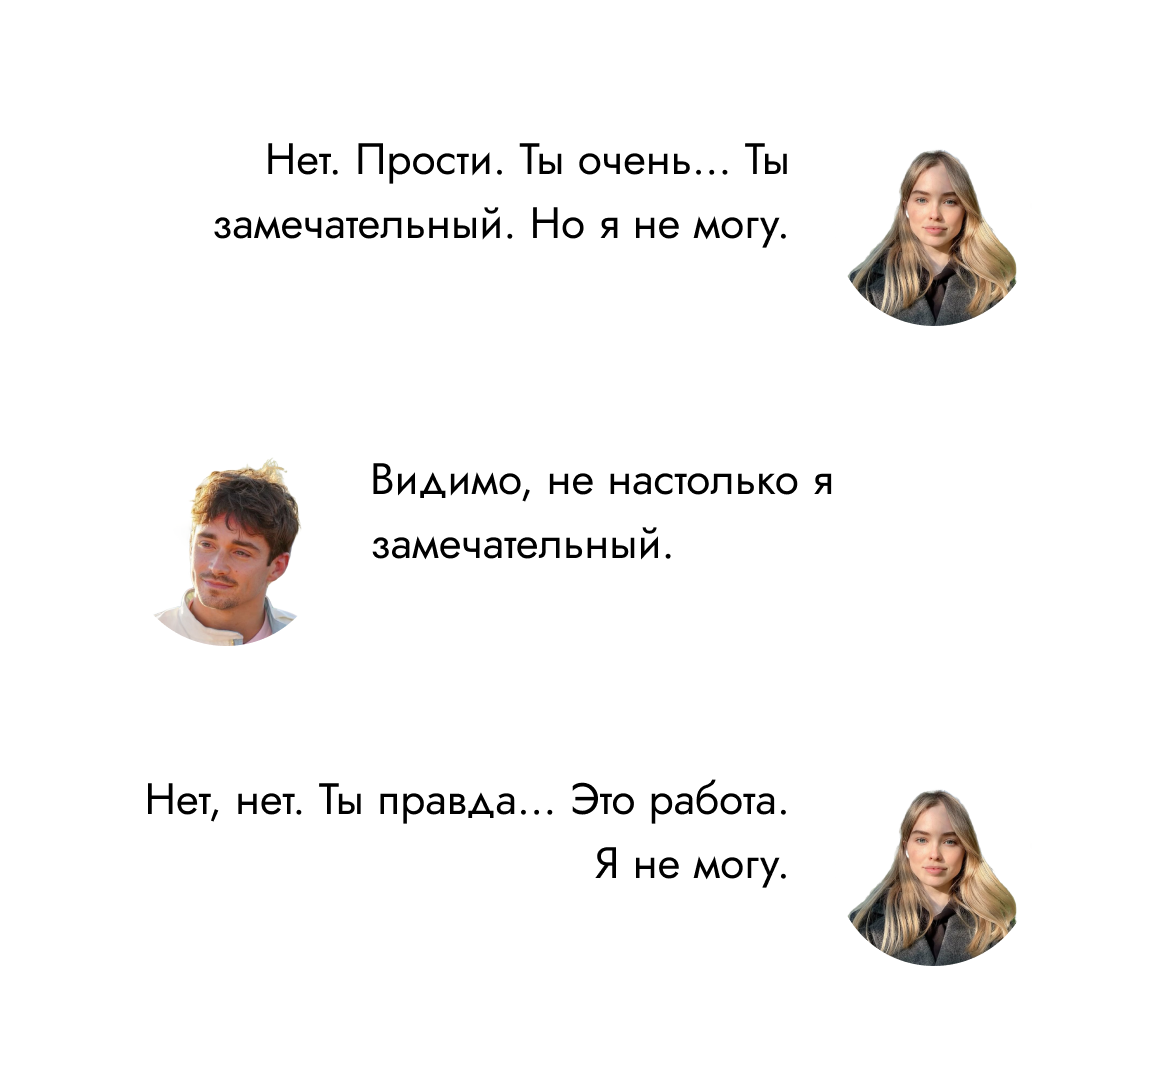 Нет. Прости. Ты очень... Ты
замечательный. Но я не могу.
Видимо, не настолько я
замечательный.
Нет, нет. Ты правда... Это работа.
Я не могу.